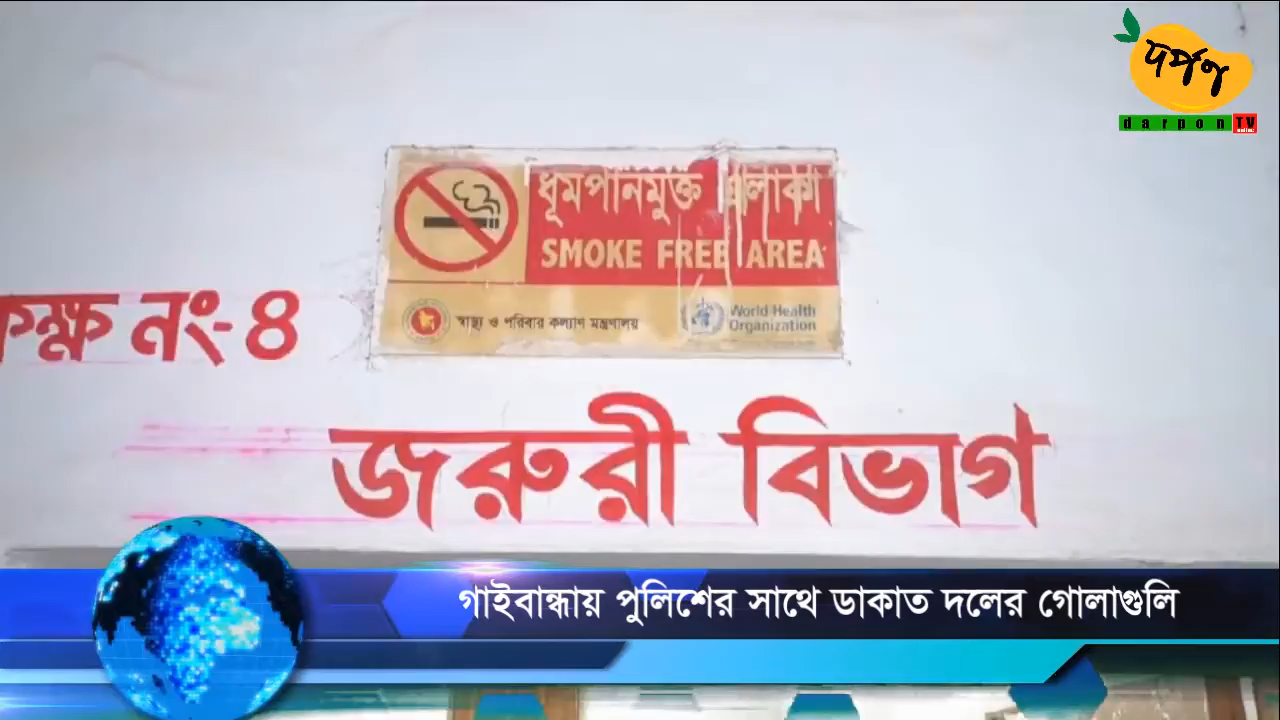 দর্পণ
darpon TV
ধূমপানমুক্ত এলাকা
SMOKE FREE AREA
স্বাস্থ্য ও পরিবার কল্যাণ মন্ত্রণালয়
World Health
Organization
কক্ষ নং-৪
জরুরী বিভাগ
গাইবান্ধায় পুলিশের সাথে ডাকাত দলের গোলাগুলি